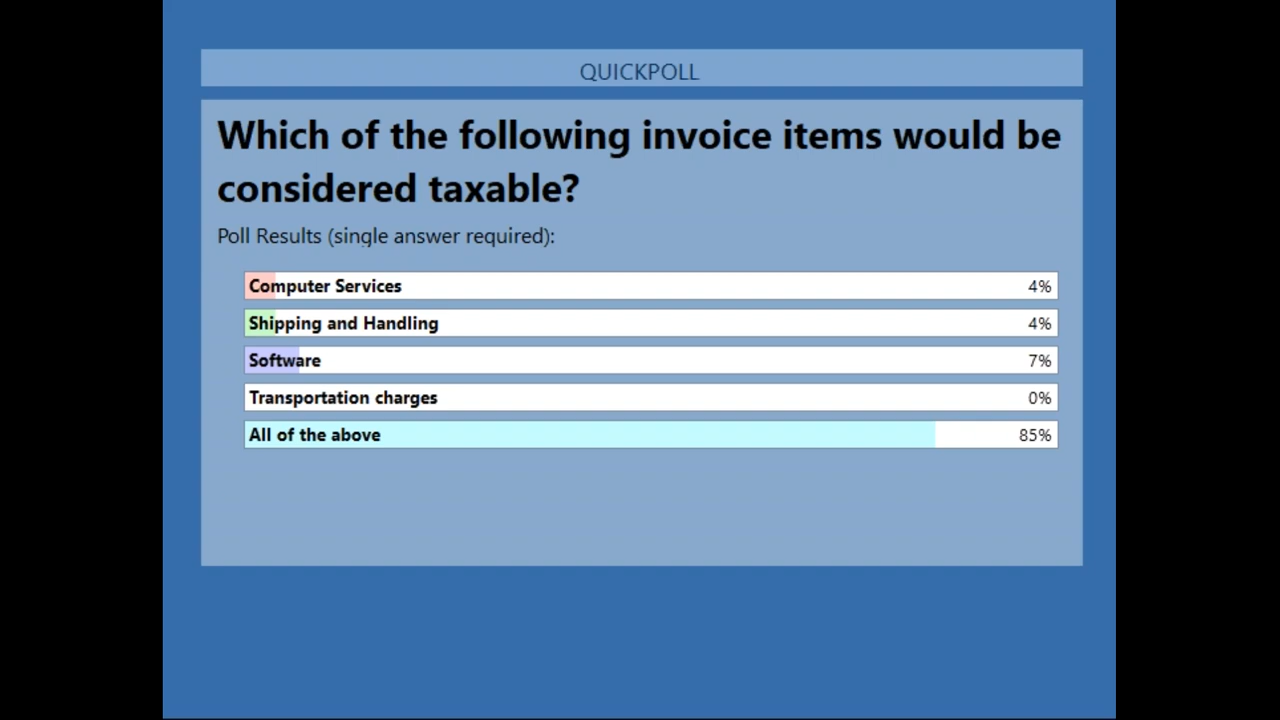 QUICKPOLL
Which of the following invoice items would be
considered taxable?
Poll Results (single answer required):
Computer Services 4%
Shipping and Handling 4%
Software 7%
Transportation charges 0%
All of the above 85%